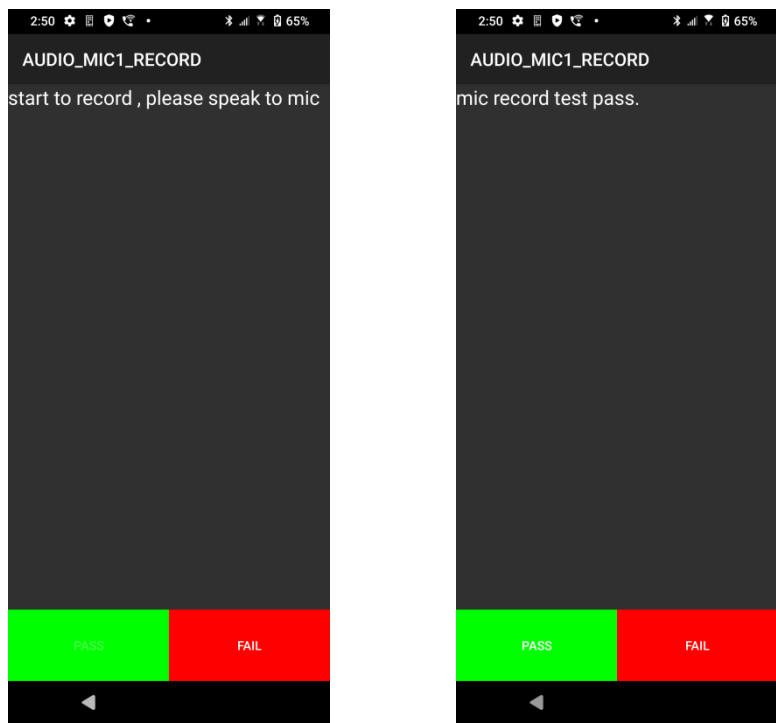 2:50 65%
AUDIO_MIC1_RECORD
start to record , please speak to mic
PASS FAIL
2:50 65%
AUDIO_MIC1_RECORD
mic record test pass.
PASS FAIL